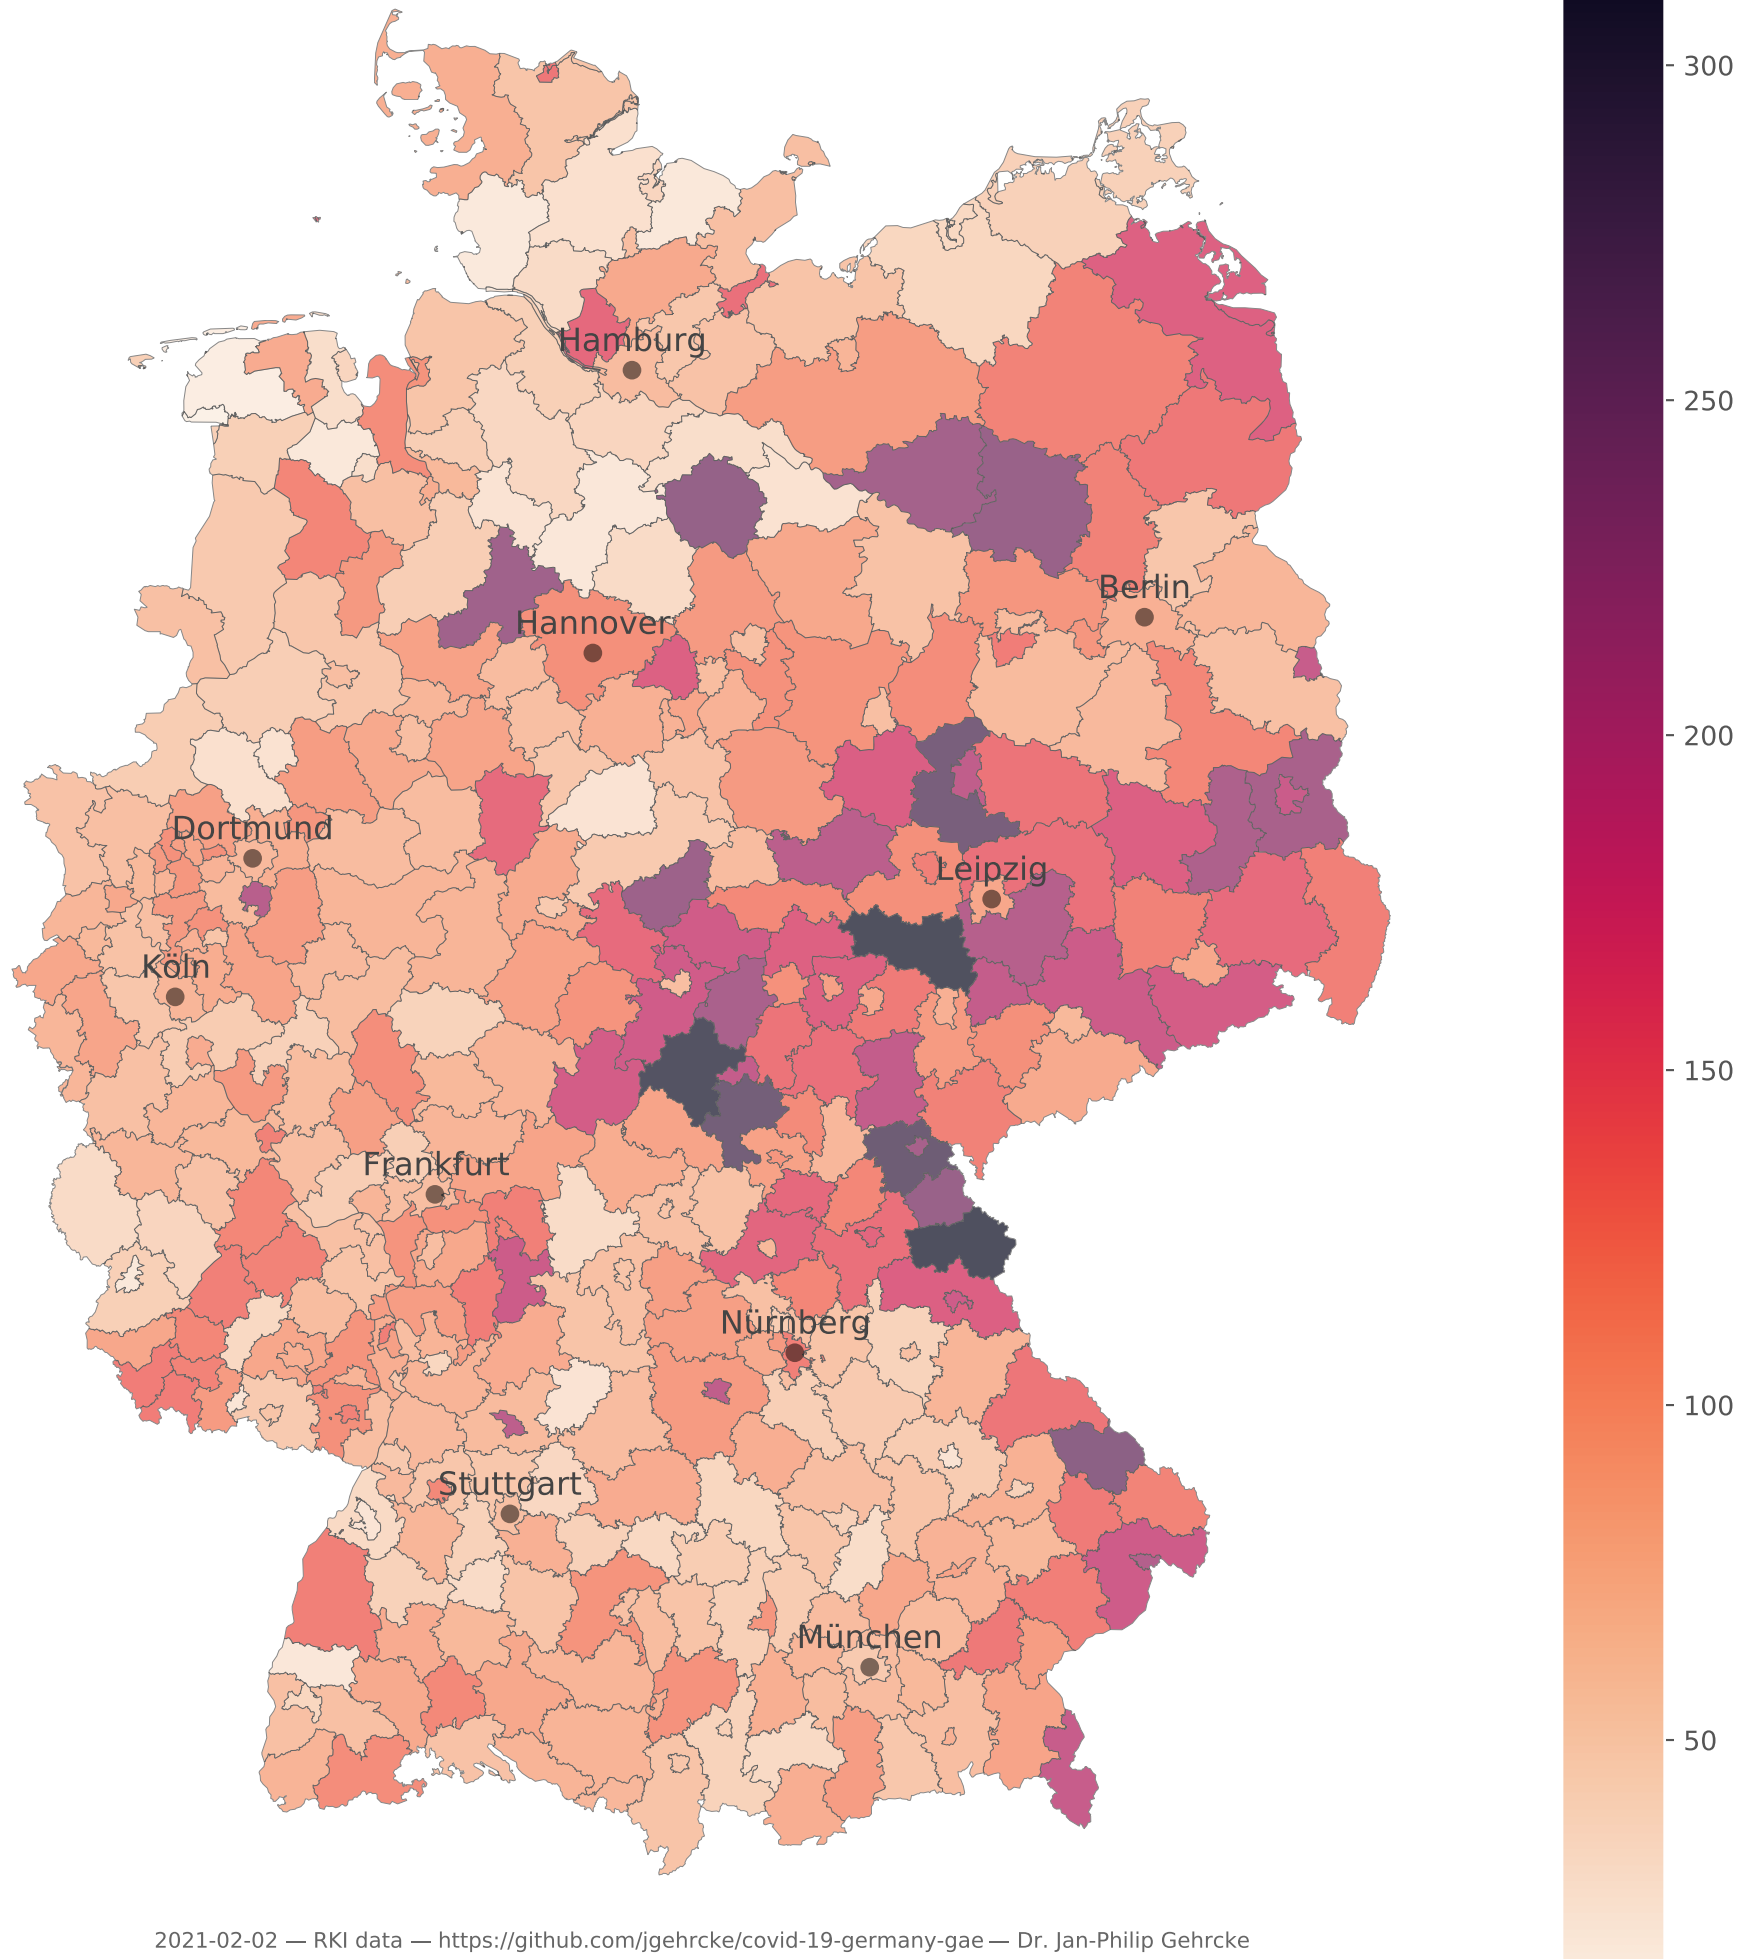 300
Hamburg
250
Berlin
Hannover
200
Dortmund
Leipzig
Köln
150
Frankfurt
Nürnberg
100
Stuttgart
München
50
2021-02-02 — RKI data — https://github.com/jgehrcke/covid-19-germany-gae — Dr. Jan-Philip Gehrcke